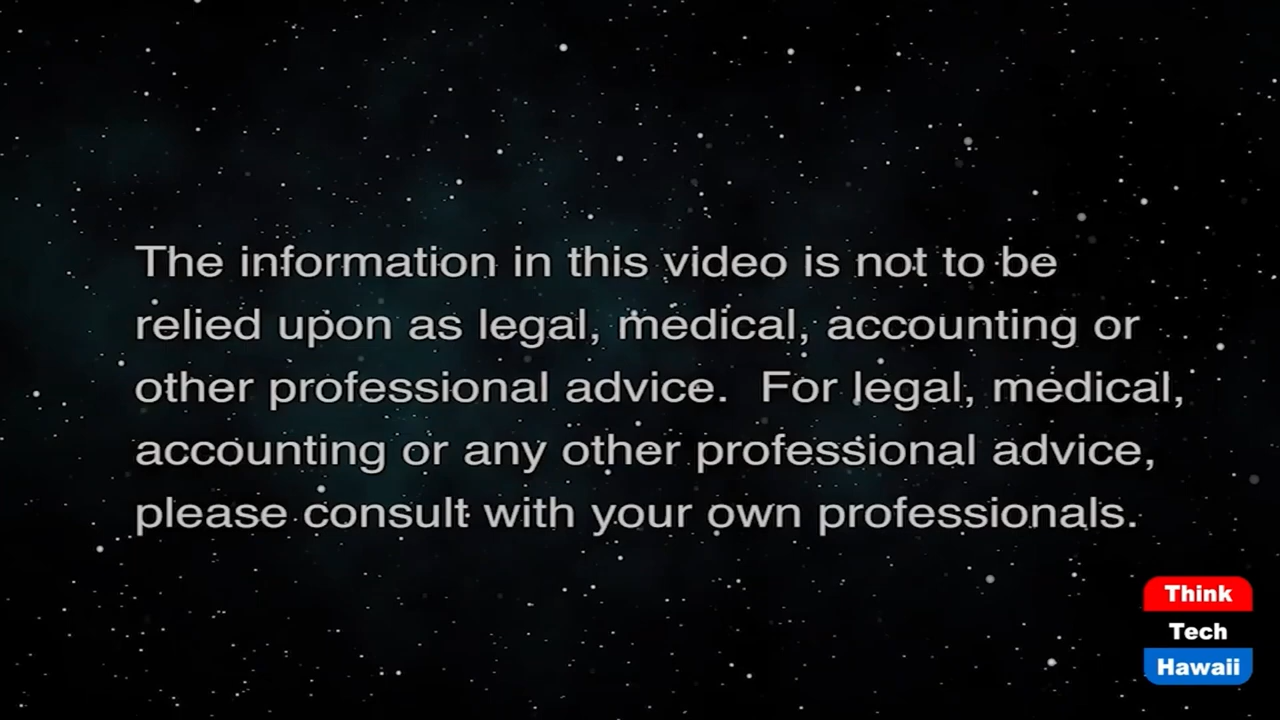 The information in this video is not to be
relied upon as legal, medical, accounting or
other professional advice.  For legal, medical,
accounting or any other professional advice,
please consult with your own professionals.
Think
Tech
Hawaii